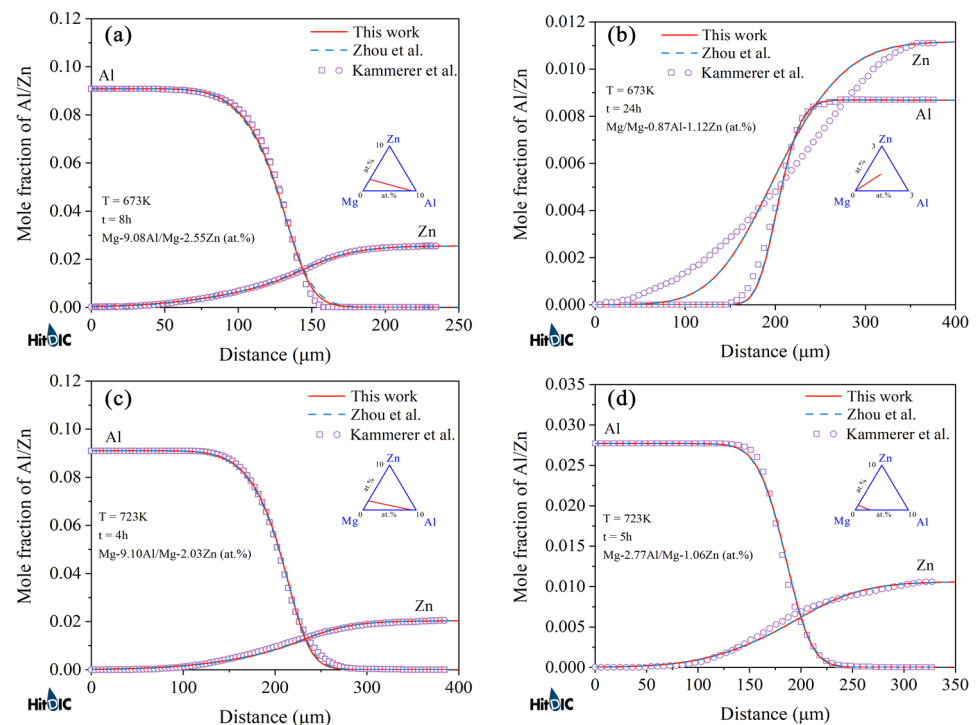 (a)
This work
Zhou et al.
Kammerer et al.
Al
Zn
10
at.%
0
at.%
10
Mg
Al
T = 673K
t = 8h
Mg-9.08Al/Mg-2.55Zn (at.%)
Zn
Mole fraction of Al/Zn
0.12
0.10
0.08
0.06
0.04
0.02
0.00
0
50
100
150
200
250
Distance (μm)
HitDIC
(b)
This work
Zhou et al.
Kammerer et al.
T = 673K
t = 24h
Mg/Mg-0.87Al-1.12Zn (at.%)
Zn
Al
Zn
3
at.%
0
at.%
3
Mg
Al
Mole fraction of Al/Zn
0.012
0.010
0.008
0.006
0.004
0.002
0.000
0
100
200
300
400
Distance (μm)
HitDIC
(c)
This work
Zhou et al.
Kammerer et al.
Al
Zn
10
at.%
0
at.%
10
Mg
Al
T = 723K
t = 4h
Mg-9.10Al/Mg-2.03Zn (at.%)
Zn
Mole fraction of Al/Zn
0.12
0.10
0.08
0.06
0.04
0.02
0.00
0
100
200
300
400
Distance (μm)
HitDIC
(d)
This work
Zhou et al.
Kammerer et al.
Al
Zn
10
at.%
0
at.%
10
Mg
Al
T = 723K
t = 5h
Mg-2.77Al/Mg-1.06Zn (at.%)
Zn
Mole fraction of Al/Zn
0.035
0.030
0.025
0.020
0.015
0.010
0.005
0.000
0
50
100
150
200
250
300
350
Distance (μm)
HitDIC